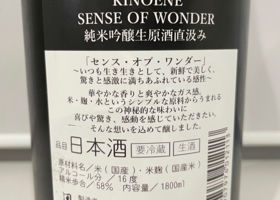 KINOENE
SENSE OF WONDER
純米吟醸生原酒直汲み
「センス・オブ・ワンダー」
～いつも生き生きとして、新鮮で美しく、
驚きと感激に満ちあふれている感性～
華やかな香りと爽やかなガス感。
米・麹・水というシンプルな原料からうまれる
この神秘的な味わいに
喜びや驚き、感動を感じていただきたい。
そんな想いを込めて醸しました。
品目 日本酒 要冷蔵 生酒
原材料名／米(国産)・米麹(国産米)
アルコール分／16度
精米歩合／58% 内容量／1800ml
製造